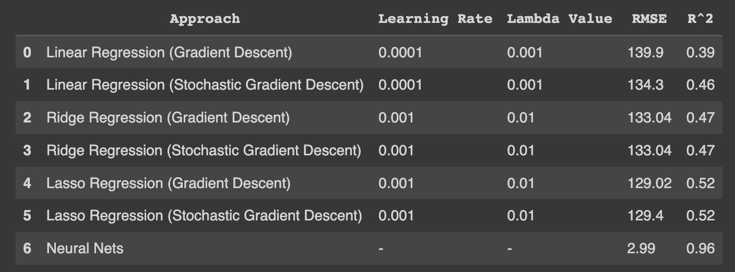 Approach Learning Rate Lambda Value RMSE R^2
0 Linear Regression (Gradient Descent) 0.0001 0.001 139.9 0.39
1 Linear Regression (Stochastic Gradient Descent) 0.0001 0.001 134.3 0.46
2 Ridge Regression (Gradient Descent) 0.001 0.01 133.04 0.47
3 Ridge Regression (Stochastic Gradient Descent) 0.001 0.01 133.04 0.47
4 Lasso Regression (Gradient Descent) 0.001 0.01 129.02 0.52
5 Lasso Regression (Stochastic Gradient Descent) 0.001 0.01 129.4 0.52
6 Neural Nets - - 2.99 0.96